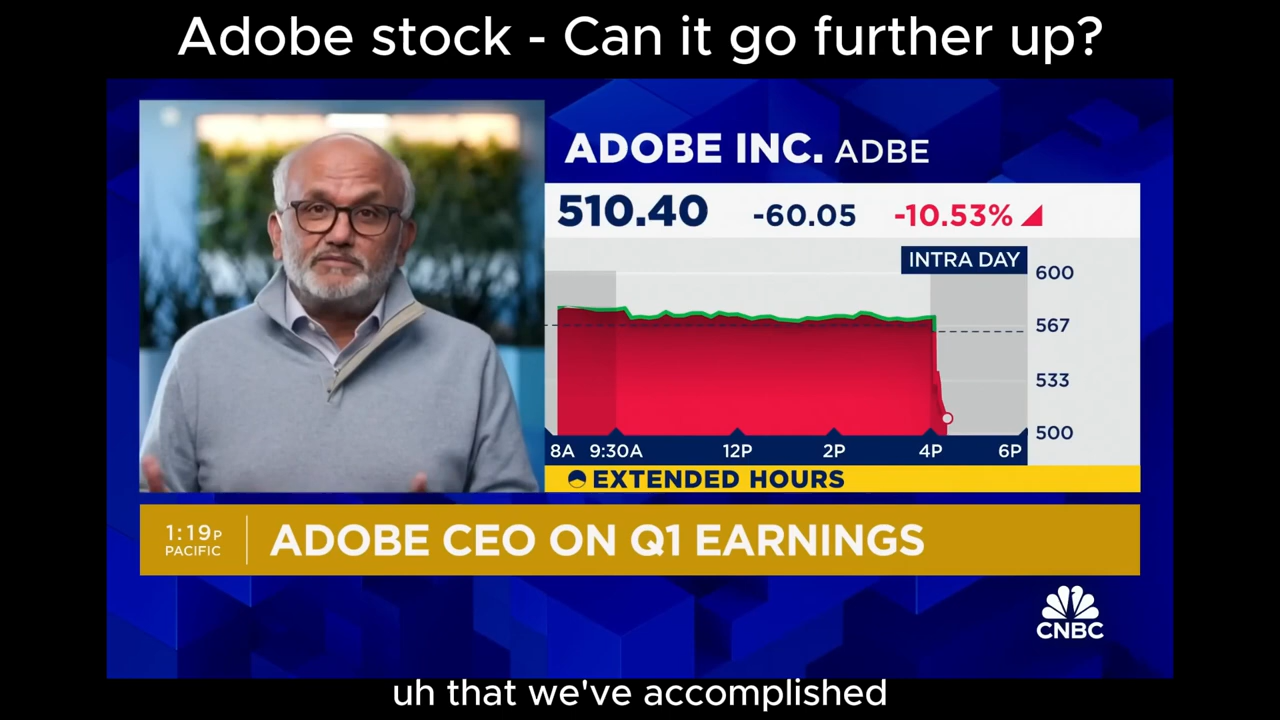 Adobe stock - Can it go further up?
ADOBE INC. ADBE
510.40 -60.05 -10.53%
INTRA DAY
600
567
533
500
8A 9:30A 12P 2P 4P 6P
EXTENDED HOURS
1:19P
PACIFIC
ADOBE CEO ON Q1 EARNINGS
CNBC
uh that we've accomplished